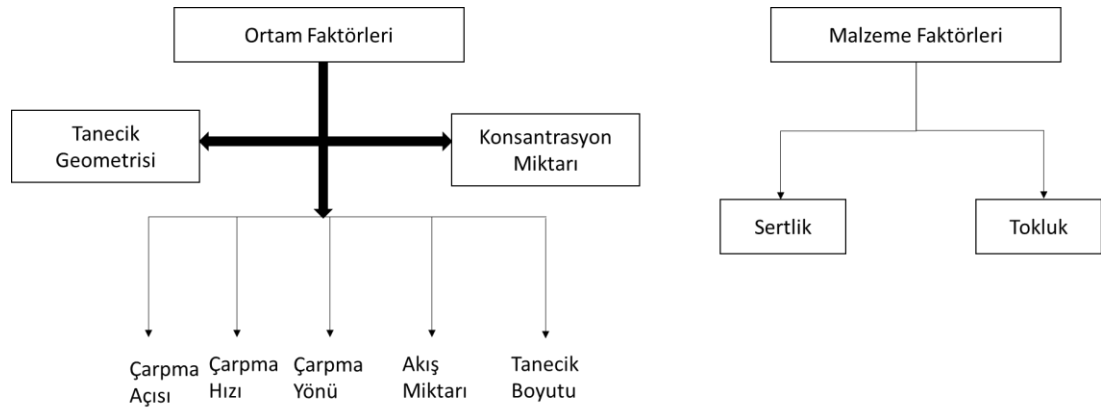 Ortam Faktörleri
Tanecik
Geometrisi
Konsantrasyon
Miktarı
Çarpma
Açısı
Çarpma
Hızı
Çarpma
Yönü
Akış
Miktarı
Tanecik
Boyutu
Malzeme Faktörleri
Sertlik
Tokluk